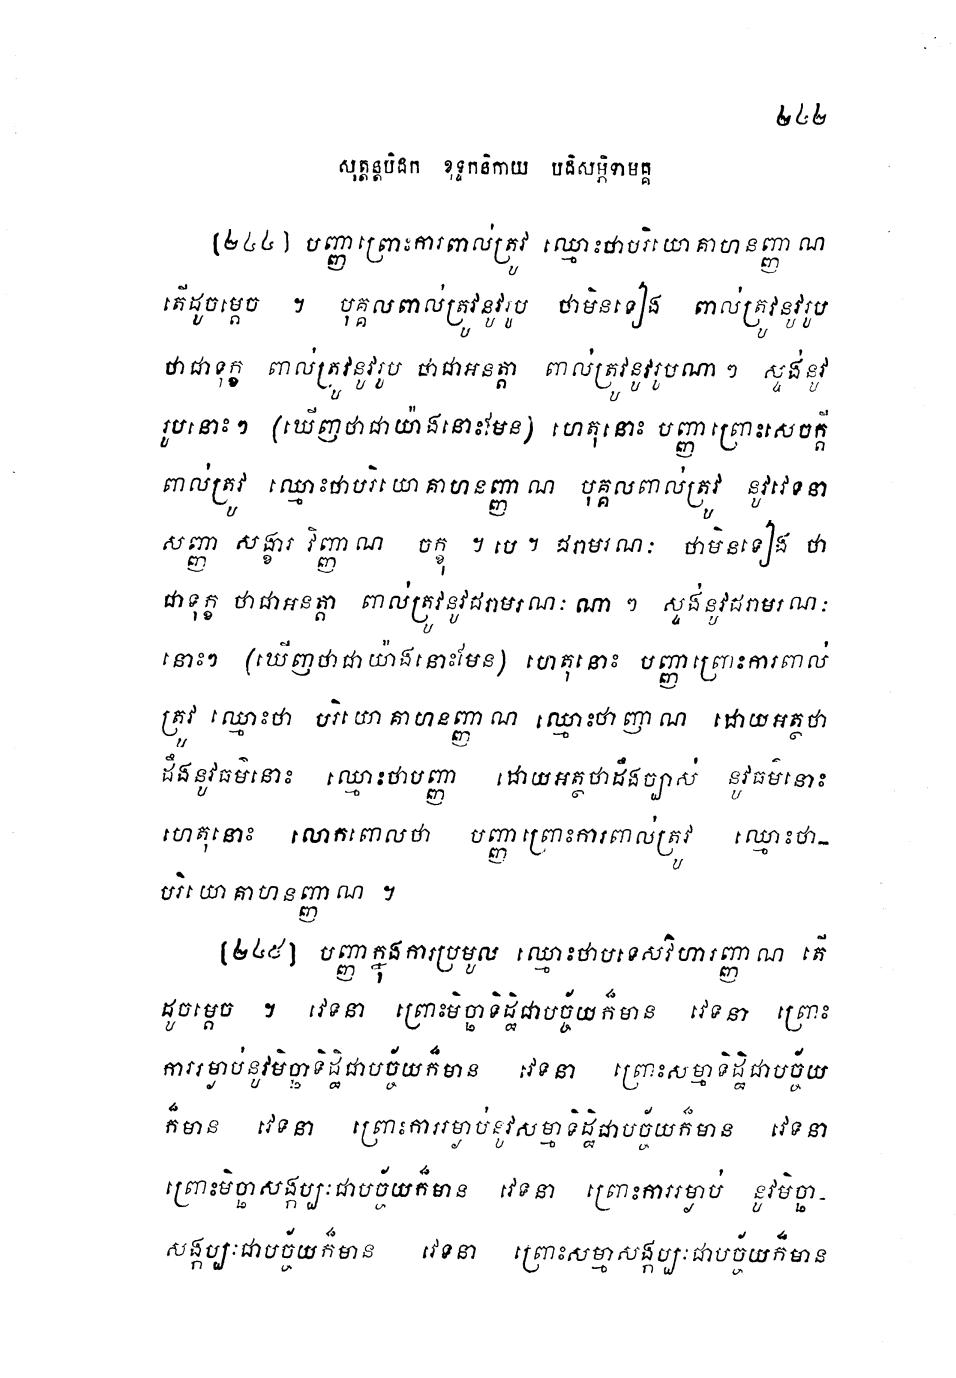 ២៤២
សុត្តន្តបិដក ខុទ្ទកនិកាយ បដិសម្ភិទាមគ្គ
(២៤៤) បញ្ញាព្រោះការពាល់ត្រូវ ឈ្មោះថាបរិយោគាហនញ្ញាណ
តើដូចម្តេច ។ បុគ្គលពាល់ត្រូវនូវរូប ថាមិនទៀង ពាល់ត្រូវនូវរូប
ថាជាទុក្ខ ពាល់ត្រូវនូវរូប ថាជាអនត្តា ពាល់ត្រូវនូវរូបណា ៗ ស្ទង់នូវ
រូបនោះ ៗ (ឃើញថាជាយ៉ាងនោះមែន) ហេតុនោះ បញ្ញាព្រោះសេចក្តី
ពាល់ត្រូវ ឈ្មោះថាបរិយោគាហនញ្ញាណ បុគ្គលពាល់ត្រូវ នូវវេទនា
សញ្ញា សង្ខារ វិញ្ញាណ ចក្ខុ ។ បេ ។ ជរាមរណៈ ថាមិនទៀង ថា
ជាទុក្ខ ថាជាអនត្តា ពាល់ត្រូវនូវជរាមរណៈ ណា ៗ ស្ទង់នូវជរាមរណៈ
នោះៗ (ឃើញថាជាយ៉ាងនោះមែន) ហេតុនោះ បញ្ញាព្រោះការពាល់
ត្រូវ ឈ្មោះថា បរិយោគាហនញ្ញាណ ឈ្មោះថាញាណ ដោយអត្ថថា
ដឹងនូវធម៌នោះ ឈ្មោះថាបញ្ញា ដោយអត្ថថាដឹងច្បាស់ នូវធម៌នោះ
ហេតុនោះ លោកពោលថា បញ្ញាព្រោះការពាល់ត្រូវ ឈ្មោះថា-
បរិយោគាហនញ្ញាណ ។
(២៤៥) បញ្ញាក្នុងការប្រមូល ឈ្មោះថាបទេសវិហារញ្ញាណ តើ
ដូចម្តេច ។ វេទនា ព្រោះមិច្ឆាទិដ្ឋិជាបច្ច័យក៏មាន វេទនា ព្រោះ
ការរម្ងាប់នូវមិច្ឆាទិដ្ឋិជាបច្ច័យក៏មាន វេទនា ព្រោះសម្មាទិដ្ឋិជាបច្ច័យ
ក៏មាន វេទនា ព្រោះការរម្ងាប់នូវសម្មាទិដ្ឋិជាបច្ច័យក៏មាន វេទនា
ព្រោះមិច្ឆាសង្កប្បៈជាបច្ច័យក៏មាន វេទនា ព្រោះការរម្ងាប់ នូវមិច្ឆា-
សង្កប្បៈជាបច្ច័យក៏មាន វេទនា ព្រោះសម្មាសង្កប្បៈជាបច្ច័យក៏មាន